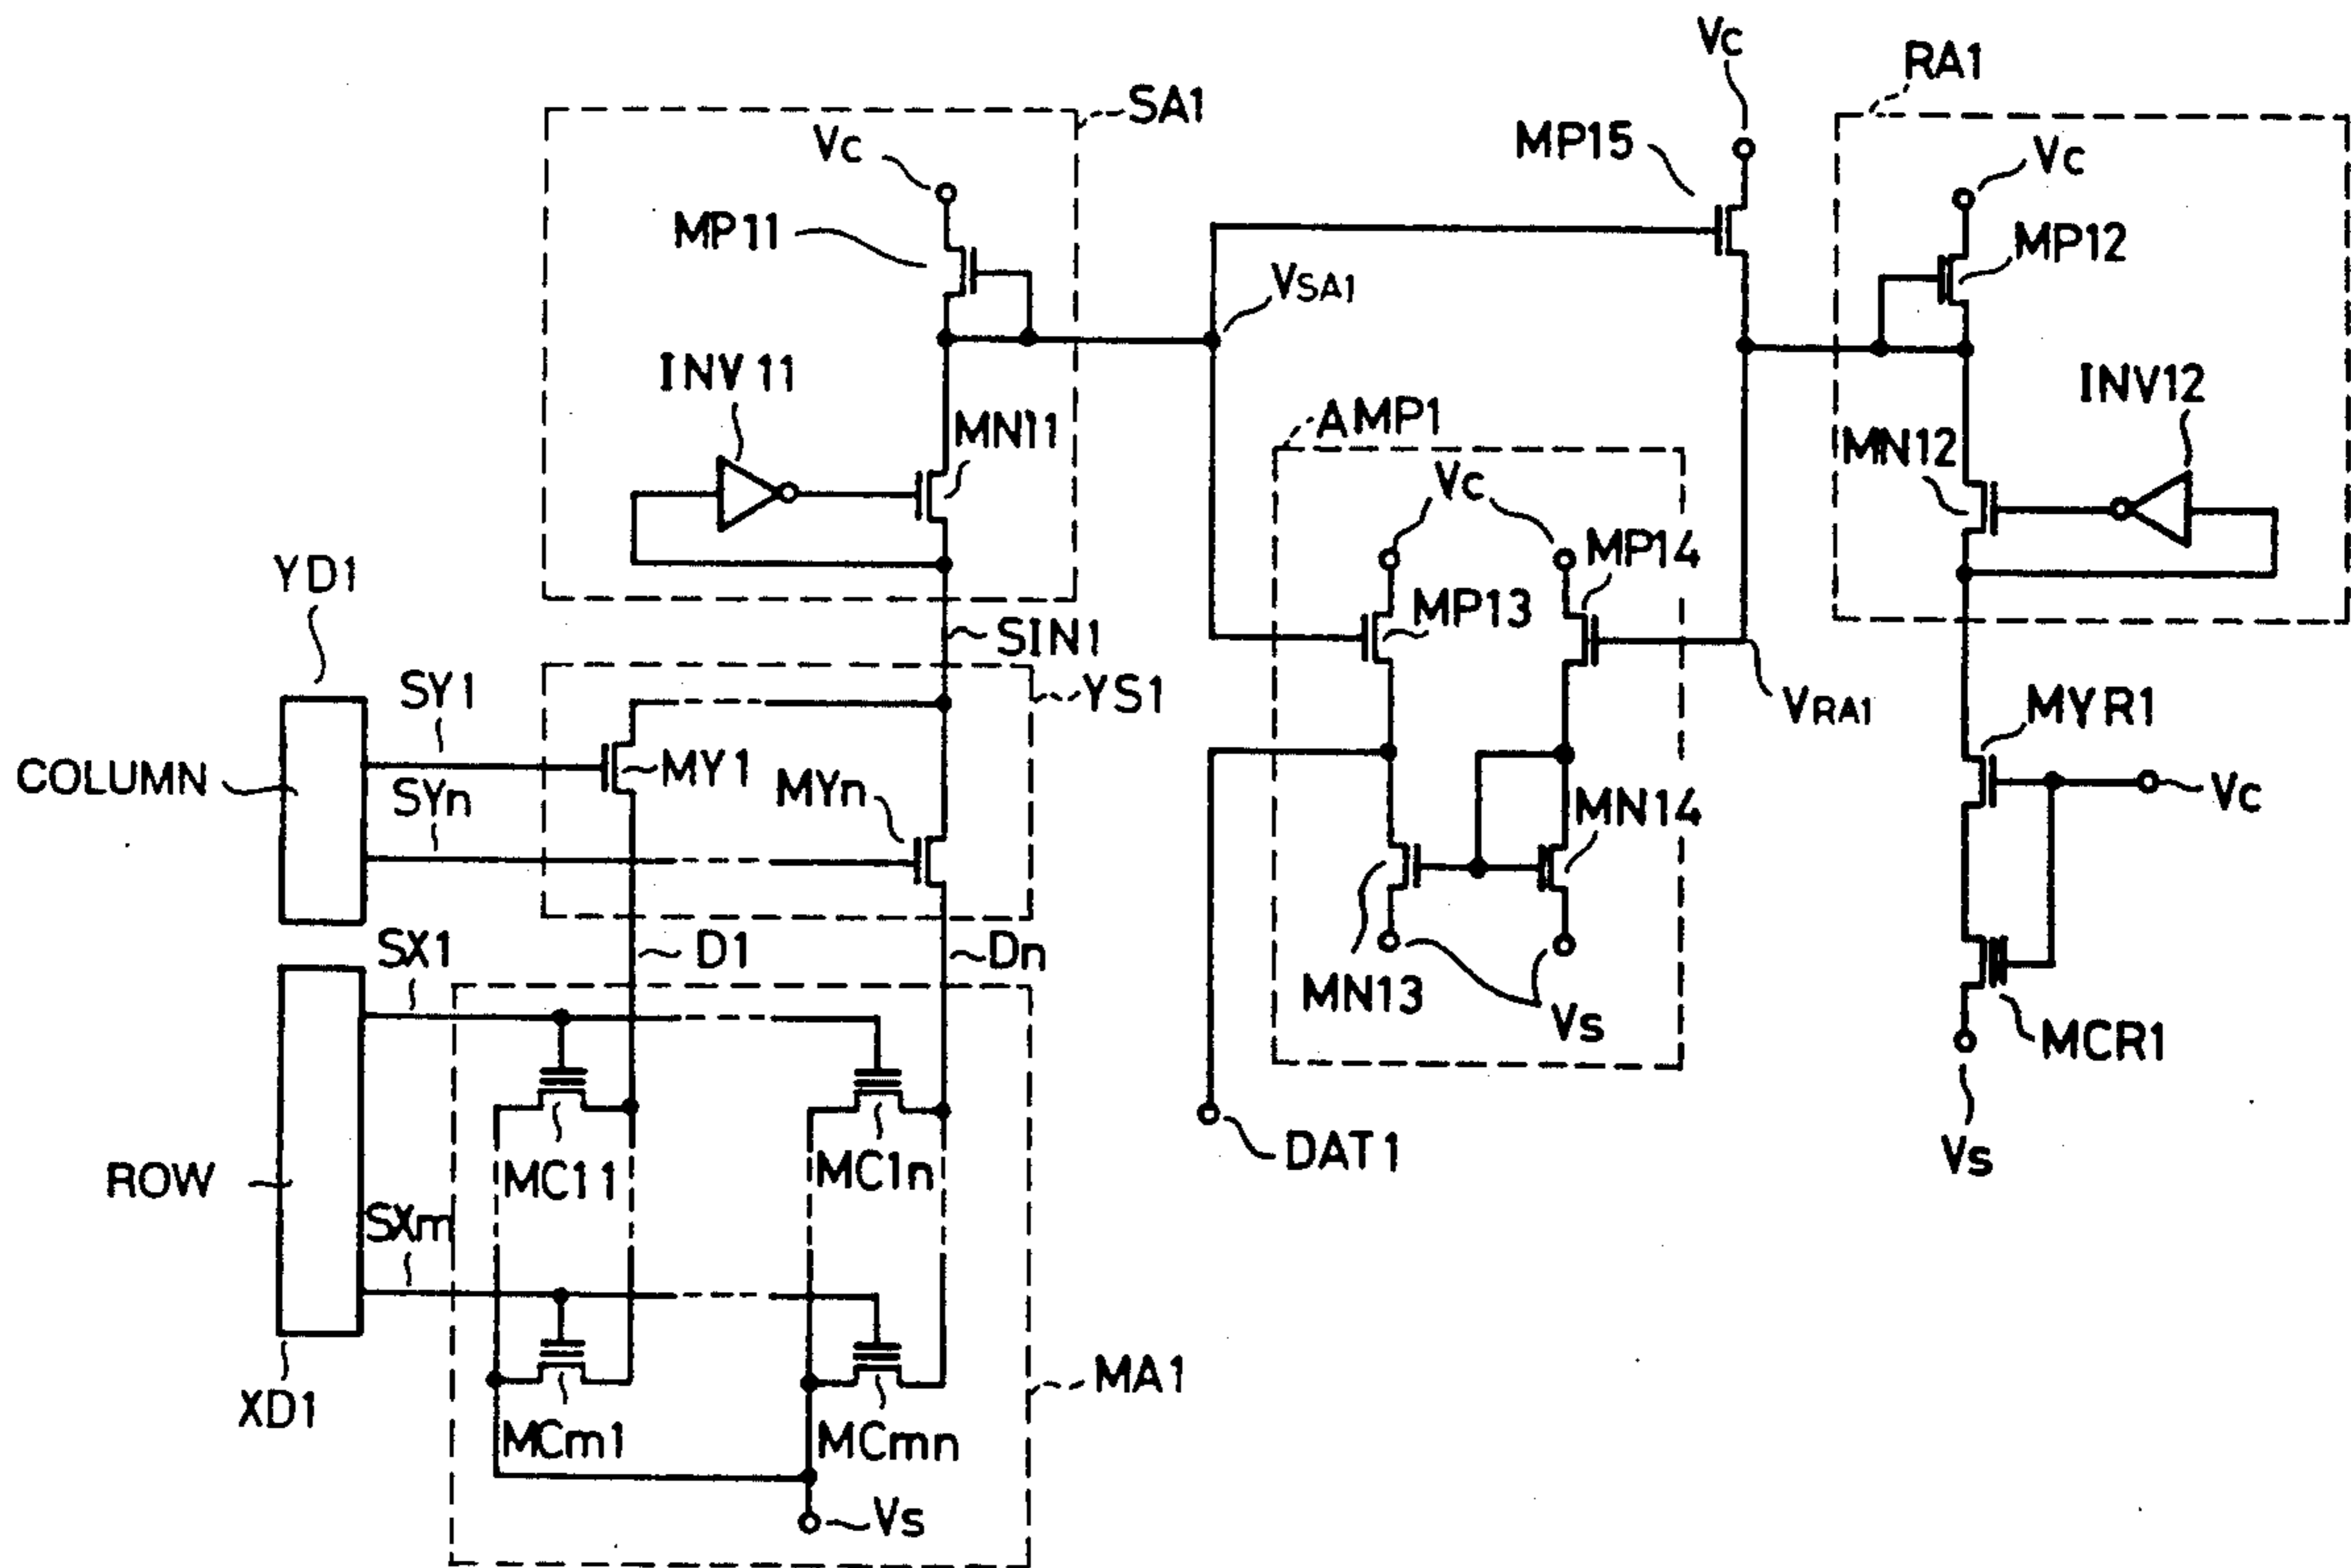 Vc
RA1
SA1
MP15
Vc
Vc
MP11
MP12
VSA1
INV11
INV12
AMP1
MN11
MN12
Vc
YD1
MP14
MP13
SIN1
SY1
YS1
VRA1
MYR1
COLUMN
MY1
MYn
SYn
Vc
MN14
SX1
D1
Dn
MN13
Vs
MCR1
DAT1
Vs
ROW
MC11
MC1n
SXm
MA1
XD1
MCm1
MCmn
Vs